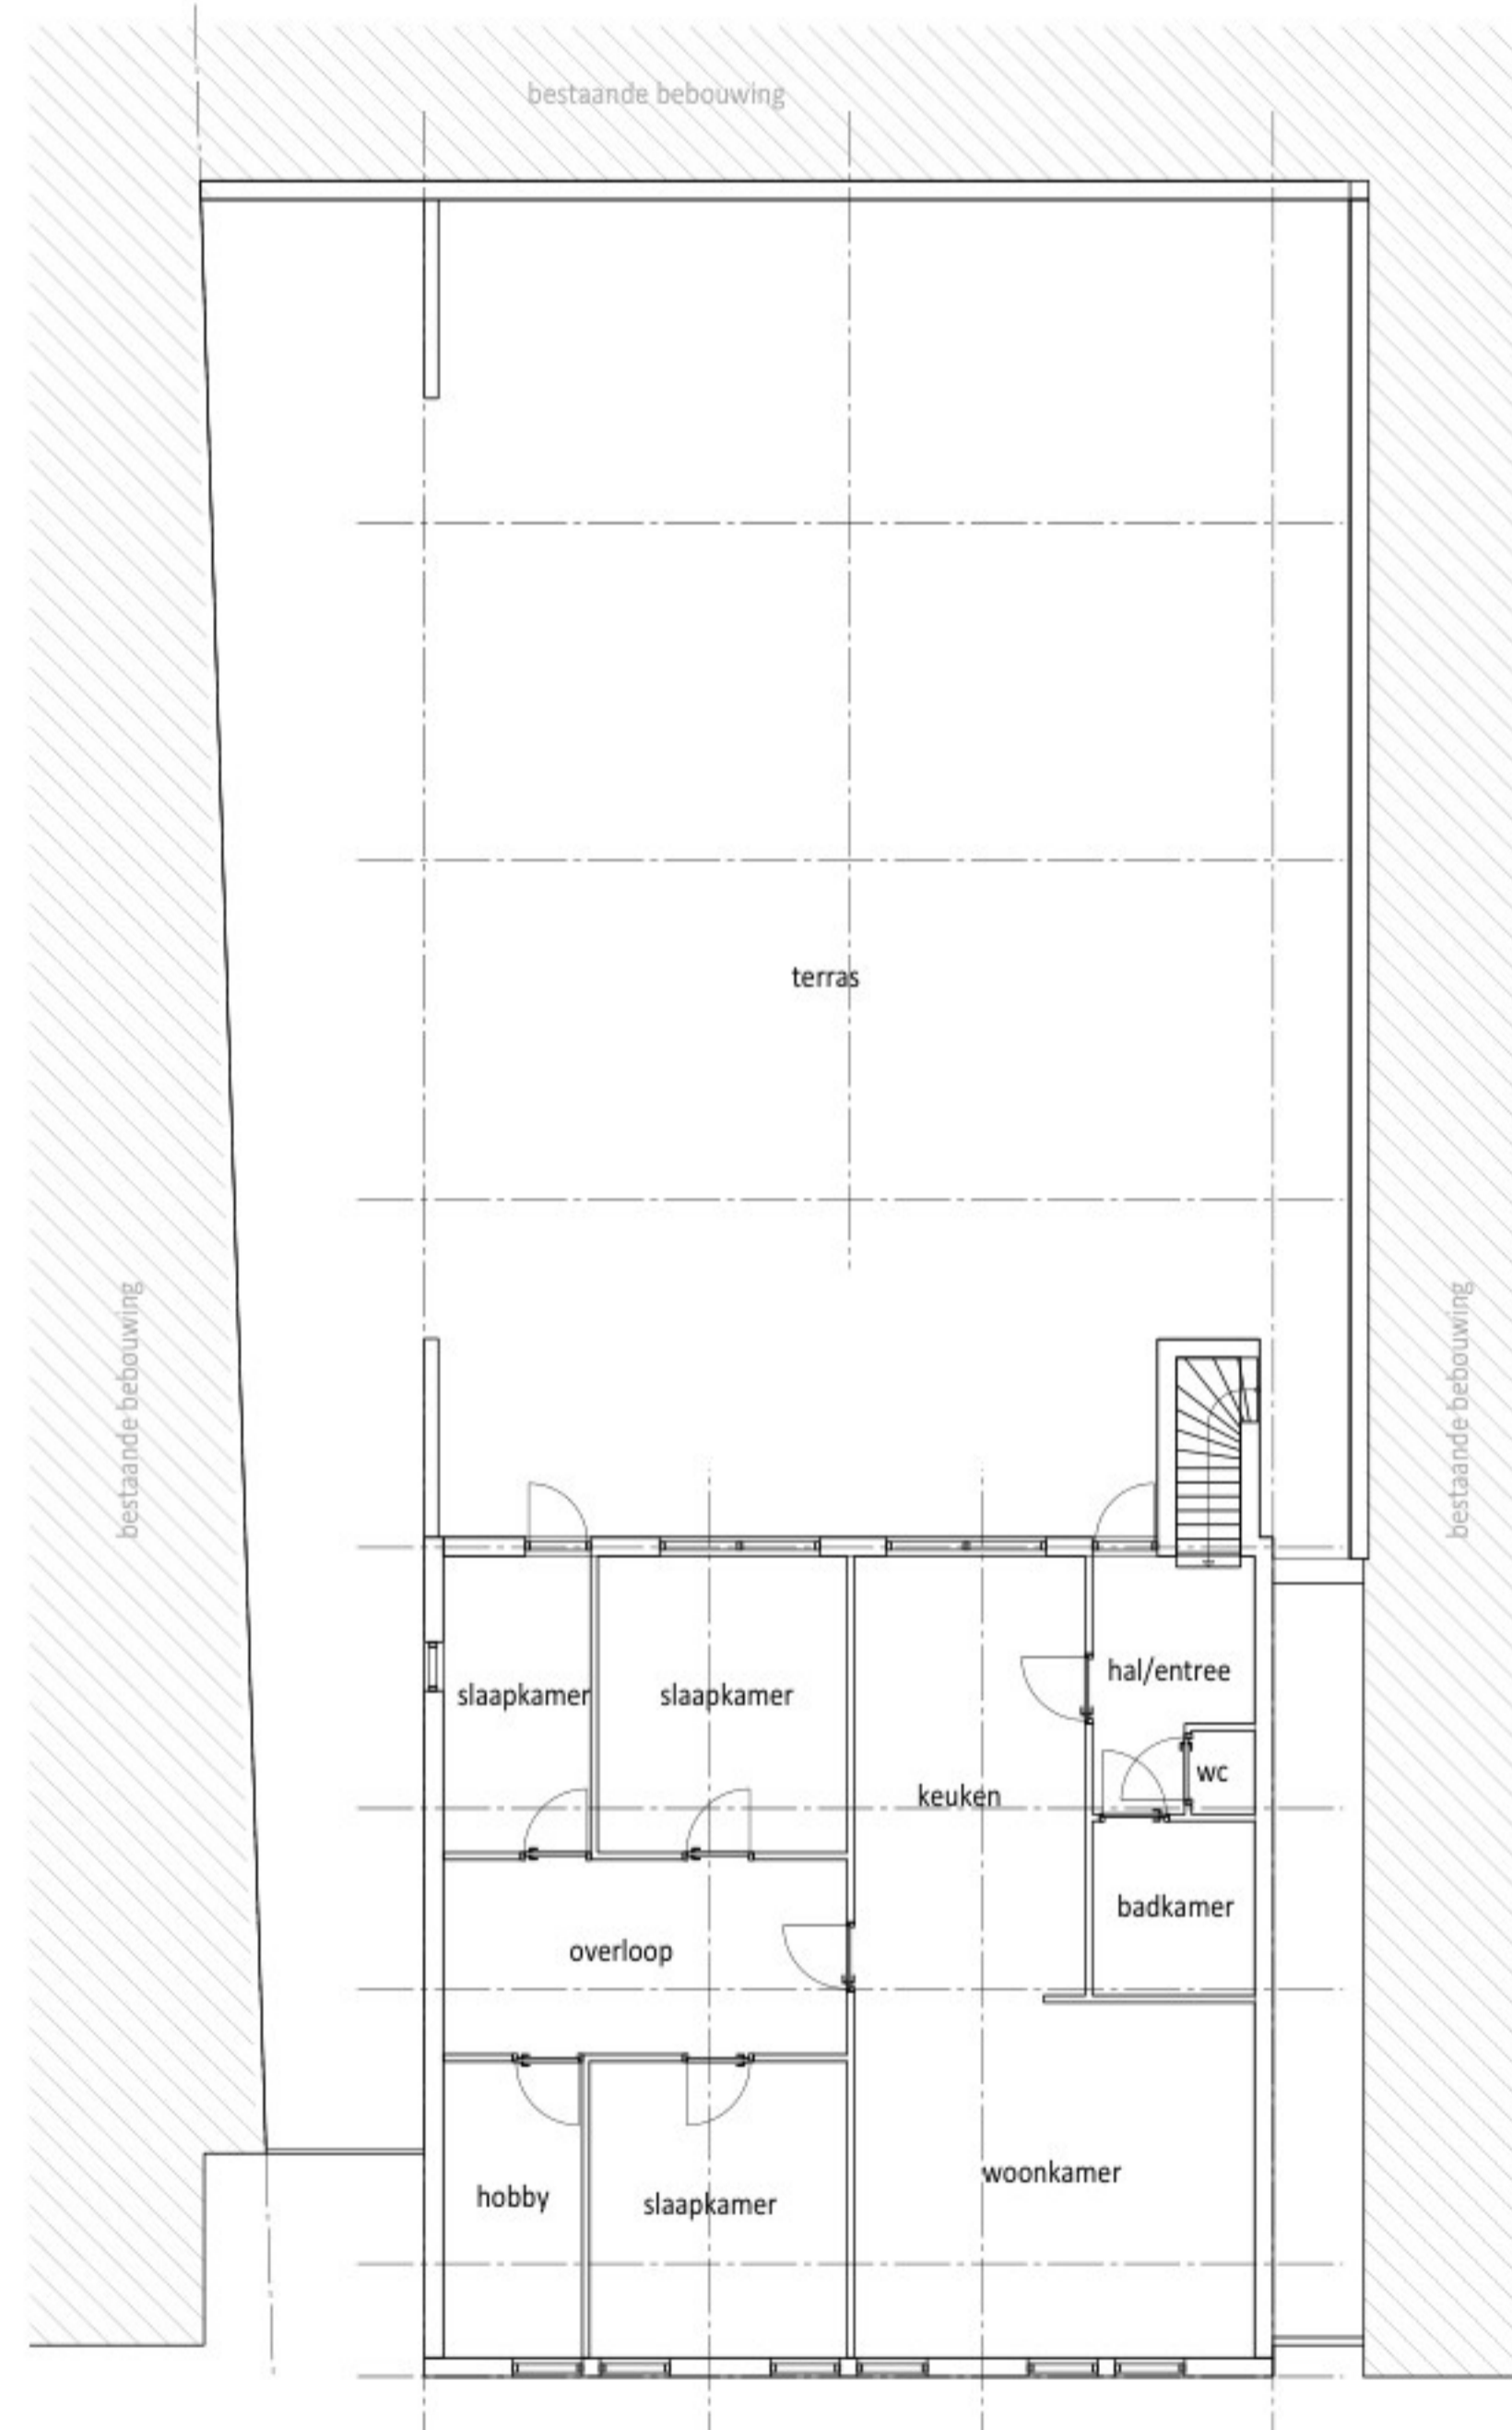 bestaande bebouwing
terras
bestaande bebouwing
bestaande bebouwing
hal/entree
slaapkamer
slaapkamer
wc
keuken
badkamer
overloop
woonkamer
hobby
slaapkamer